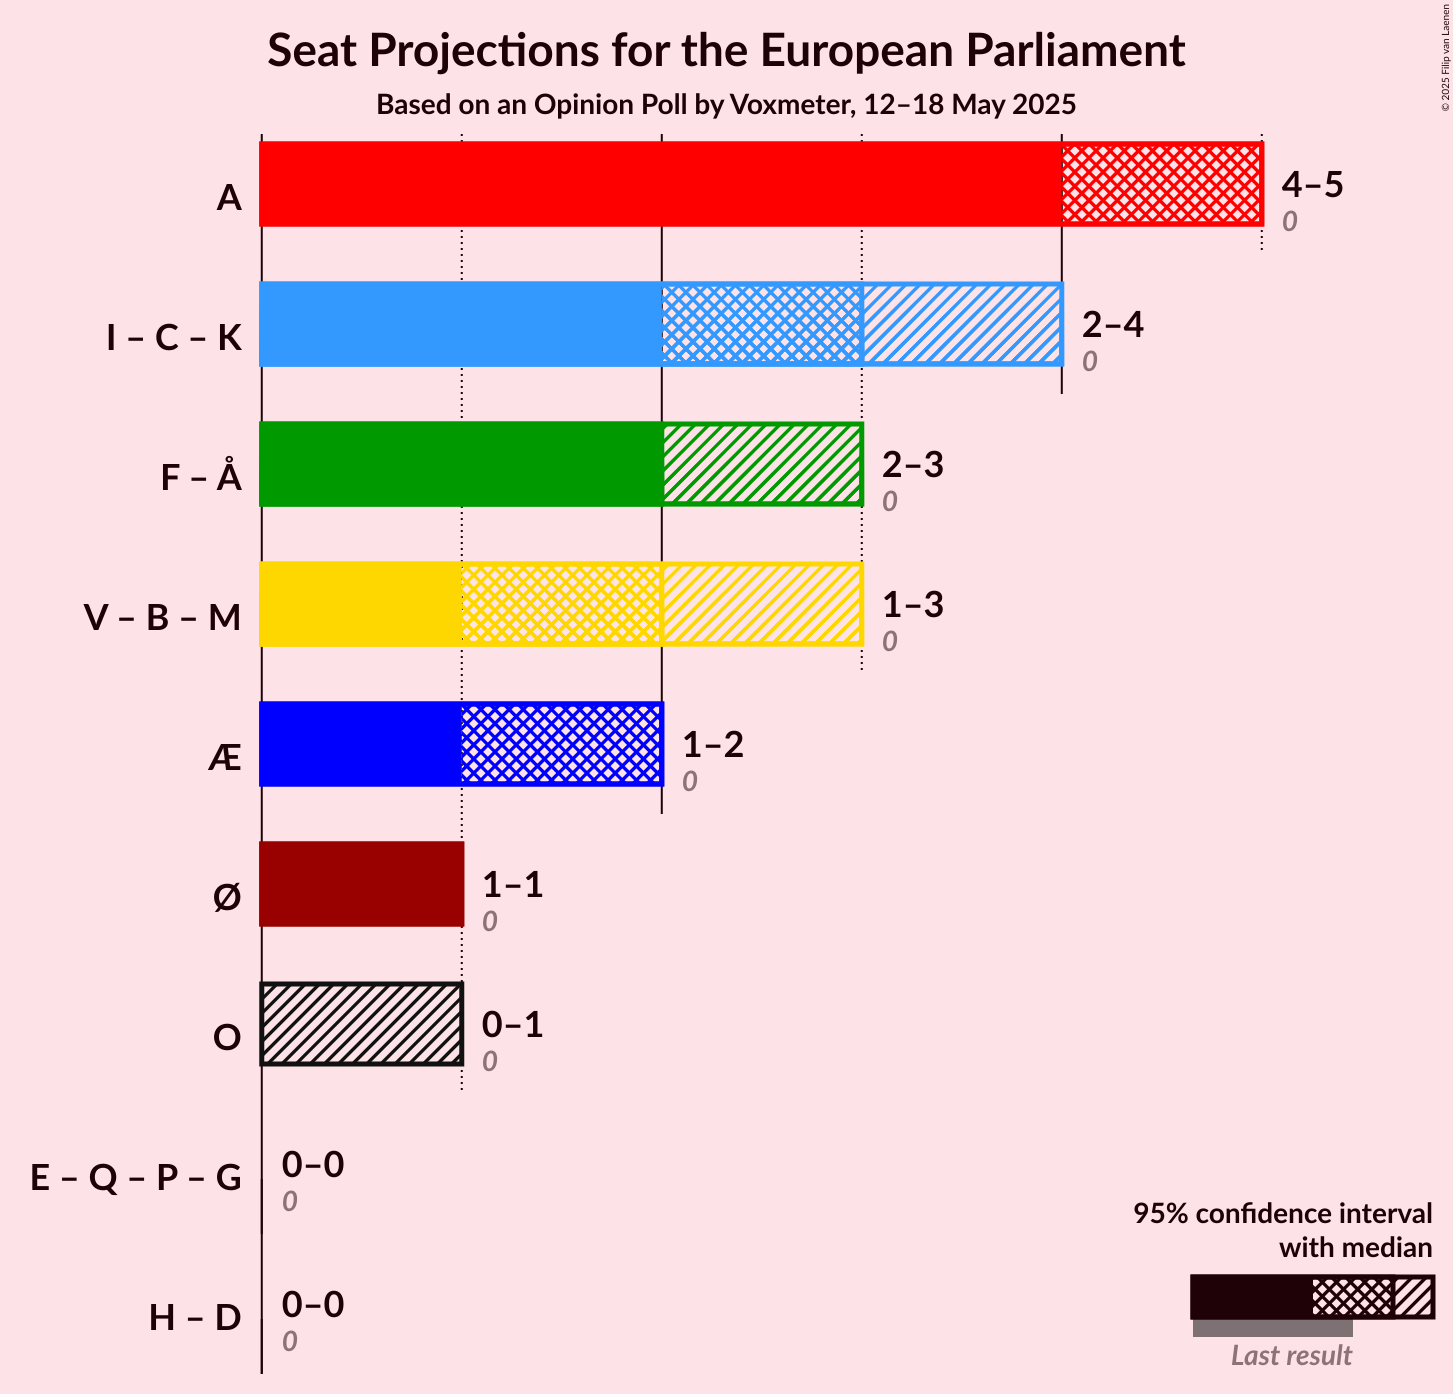 Seat Projections for the European Parliament
Based on an Opinion Poll by Voxmeter, 12–18 May 2025
© 2025 Filip van Laenen
A
4–5
0
I – C – K
2–4
0
F – Å
2–3
0
V – B – M
1–3
0
Æ
1–2
0
Ø
1–1
0
O
0–1
0
E – Q – P – G
0–0
0
H – D
0–0
0
95% confidence interval
with median
Last result